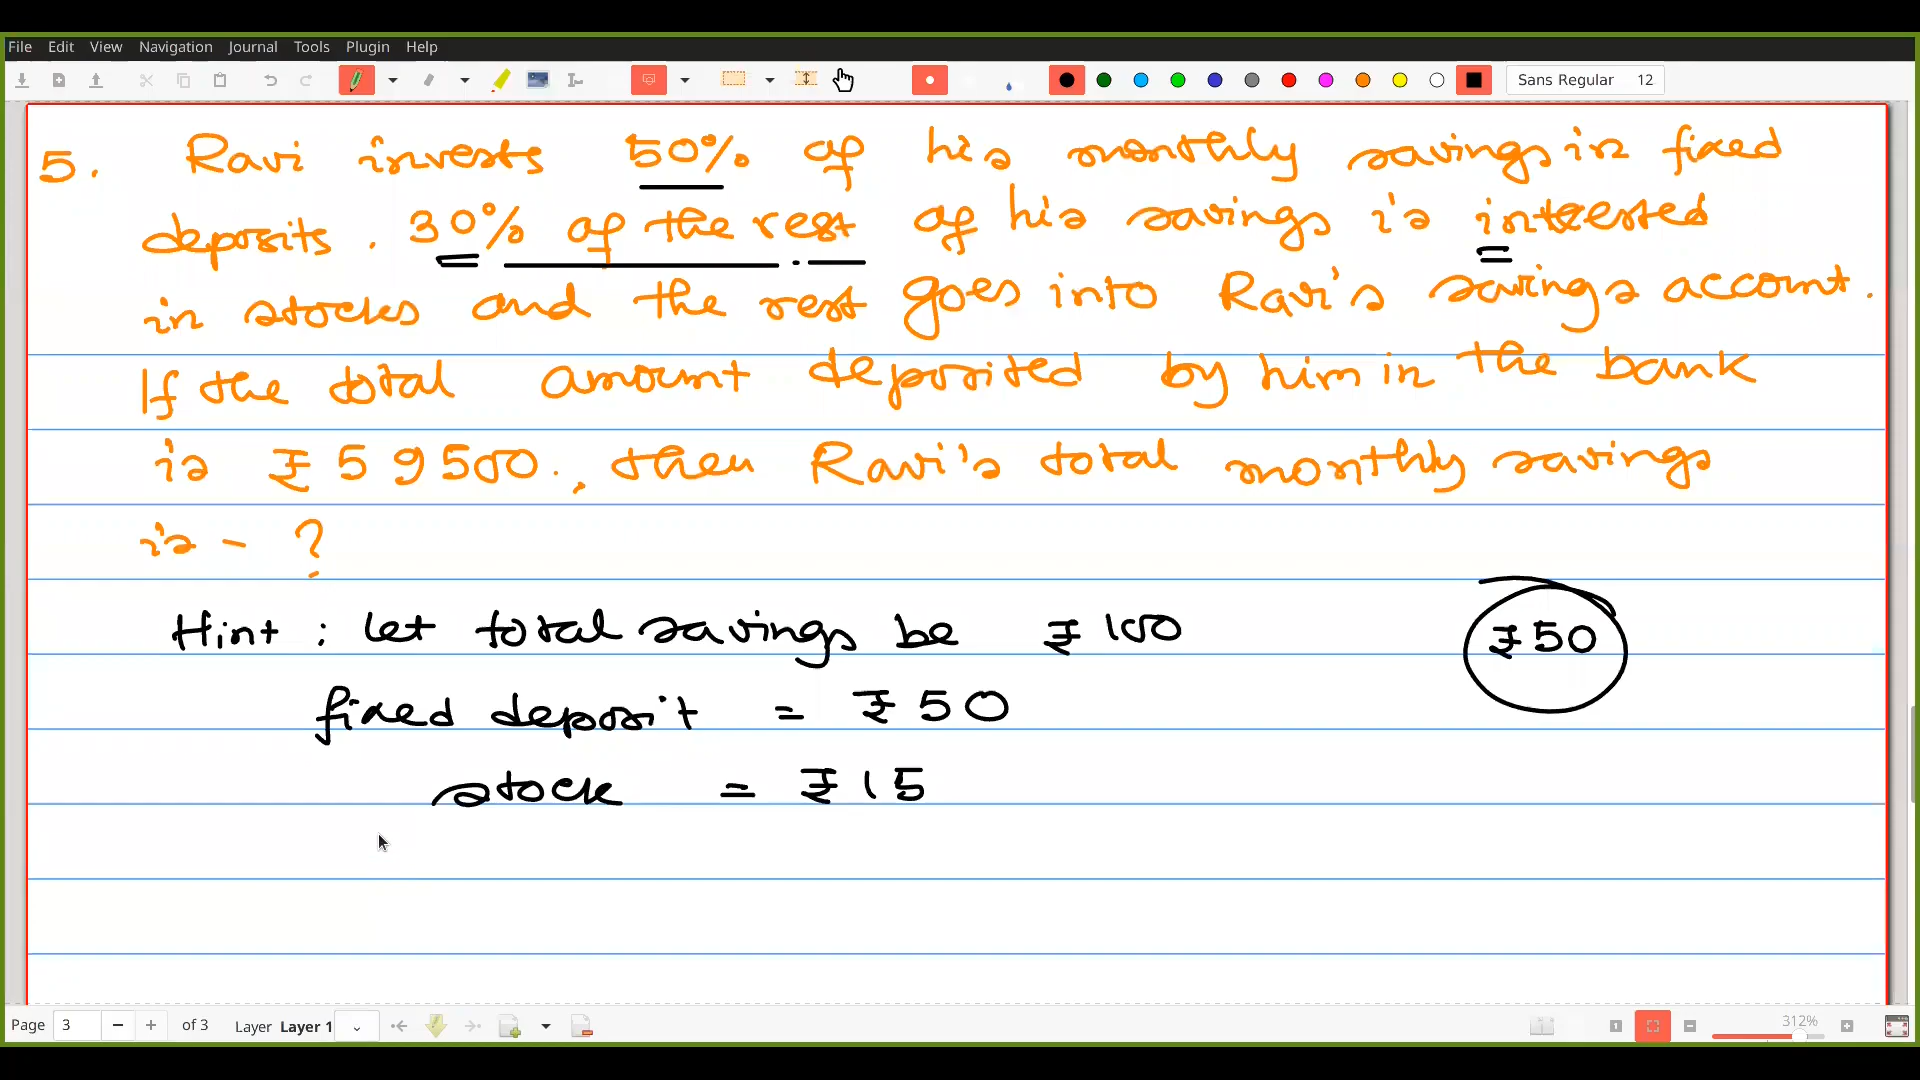 File Edit View Navigation Journal Tools Plugin Help
Sans Regular 12
5. Ravi invests 50% of his monthly savings in fixed
deposits. 30% of the rest of his savings is intested
in stocks and the rest goes into Ravi's savings account.
If the total amount deposited by him in the bank
is ₹59500., then Ravi's total monthly savings
is - ?
Hint : let total savings be ₹100
₹50
fixed deposit = ₹50
stock = ₹15
Page 3 of 3 Layer Layer 1 312%